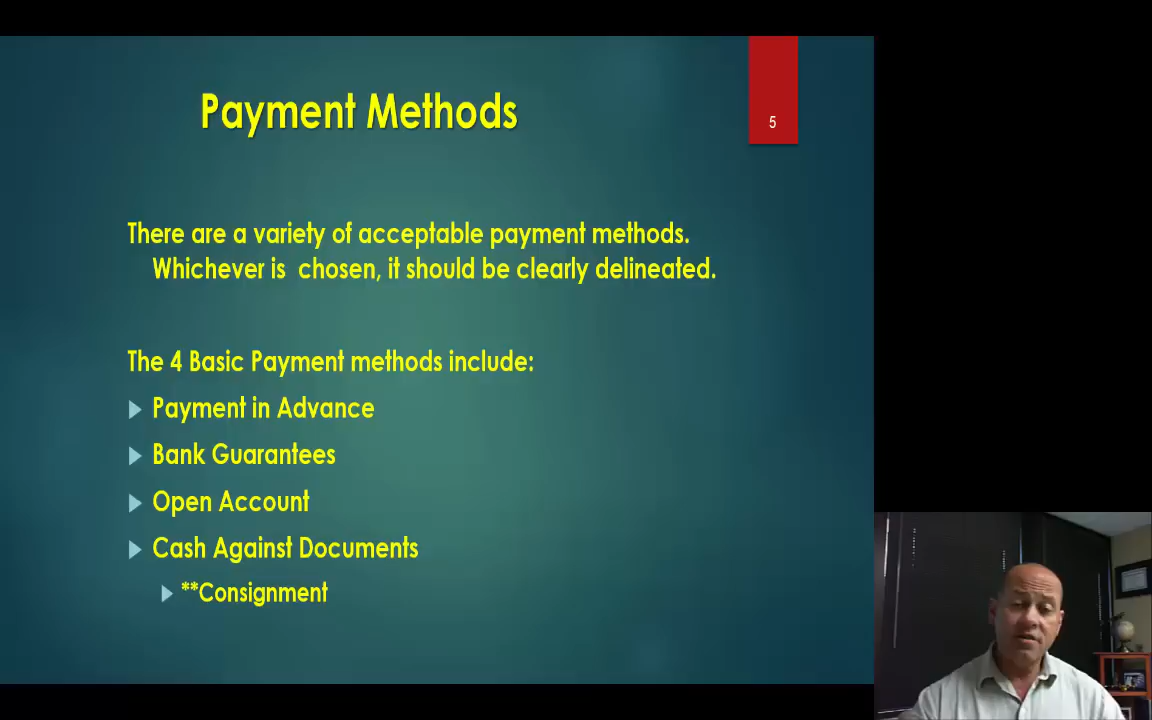 Payment Methods
5
There are a variety of acceptable payment methods.
Whichever is  chosen, it should be clearly delineated.
The 4 Basic Payment methods include:
Payment in Advance
Bank Guarantees
Open Account
Cash Against Documents
**Consignment